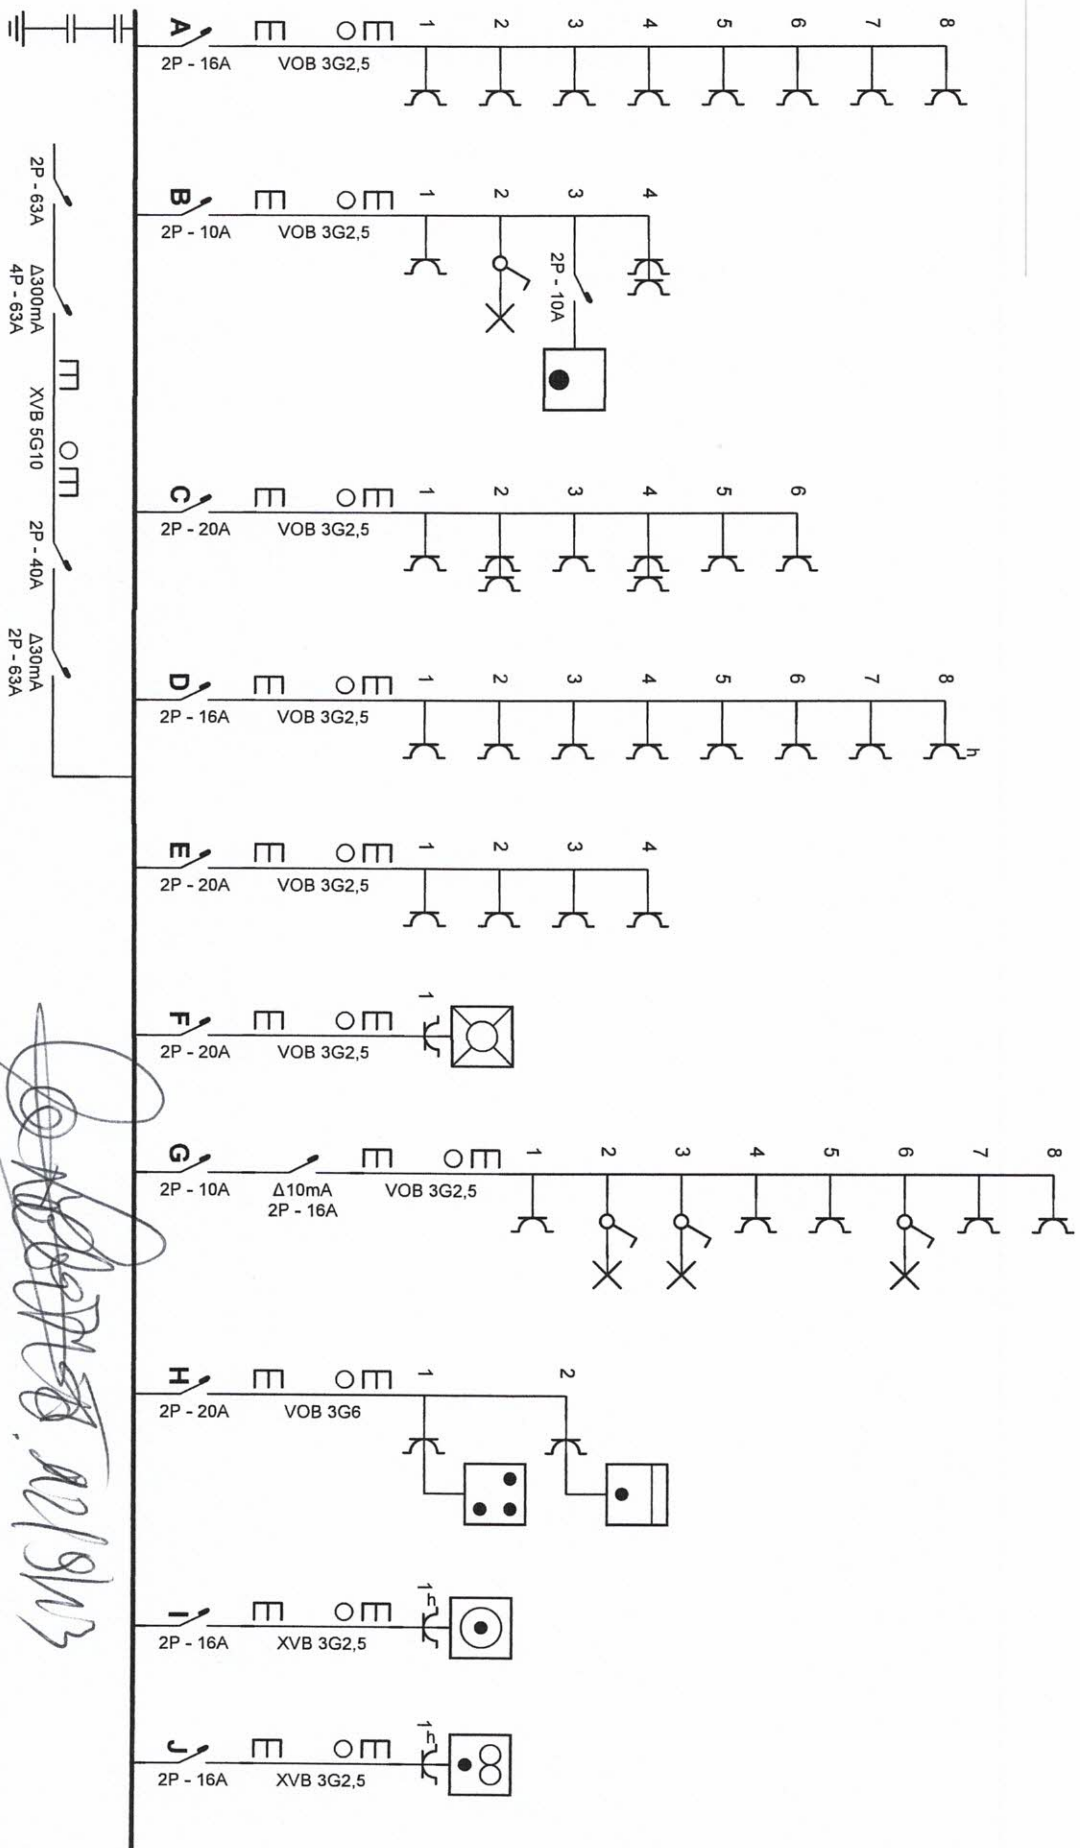 A
2P - 16A VOB 3G2,5
1 2 3 4 5 6 7 8
B
2P - 10A VOB 3G2,5
1 2 3 4
2P - 10A
C
2P - 20A VOB 3G2,5
1 2 3 4 5 6
D
2P - 16A VOB 3G2,5
1 2 3 4 5 6 7 8
h
E
2P - 20A VOB 3G2,5
1 2 3 4
F
2P - 20A VOB 3G2,5
1
G
2P - 10A Δ10mA VOB 3G2,5
2P - 16A
1 2 3 4 5 6 7 8
H
2P - 20A VOB 3G6
1 2
I
2P - 16A XVB 3G2,5
1 h
J
2P - 16A XVB 3G2,5
1 h
2P - 63A Δ300mA XVB 5G10 2P - 40A Δ30mA
4P - 63A 2P - 63A